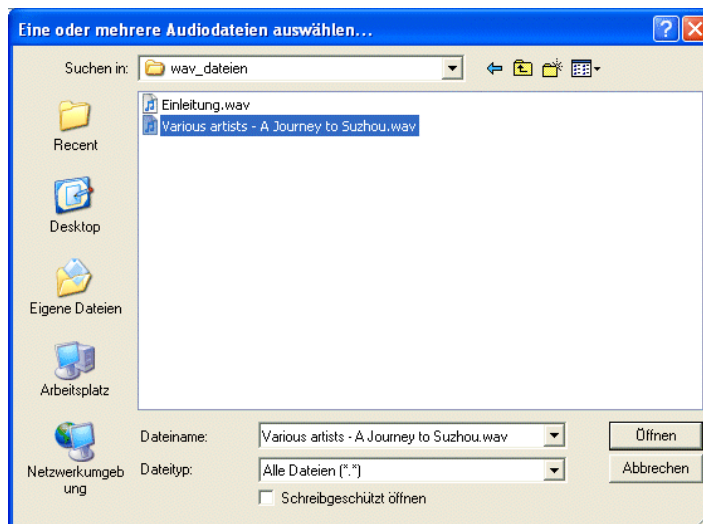 Eine oder mehrere Audiodateien auswählen...
Suchen in:
wav_dateien
Recent
Desktop
Eigene Dateien
Arbeitsplatz
Netzwerkumgeb
ung
Einleitung.wav
Various artists - A Journey to Suzhou.wav
Dateiname:
Various artists - A Journey to Suzhou.wav
Öffnen
Dateityp:
Alle Dateien (*.*)
Abbrechen
Schreibgeschützt öffnen